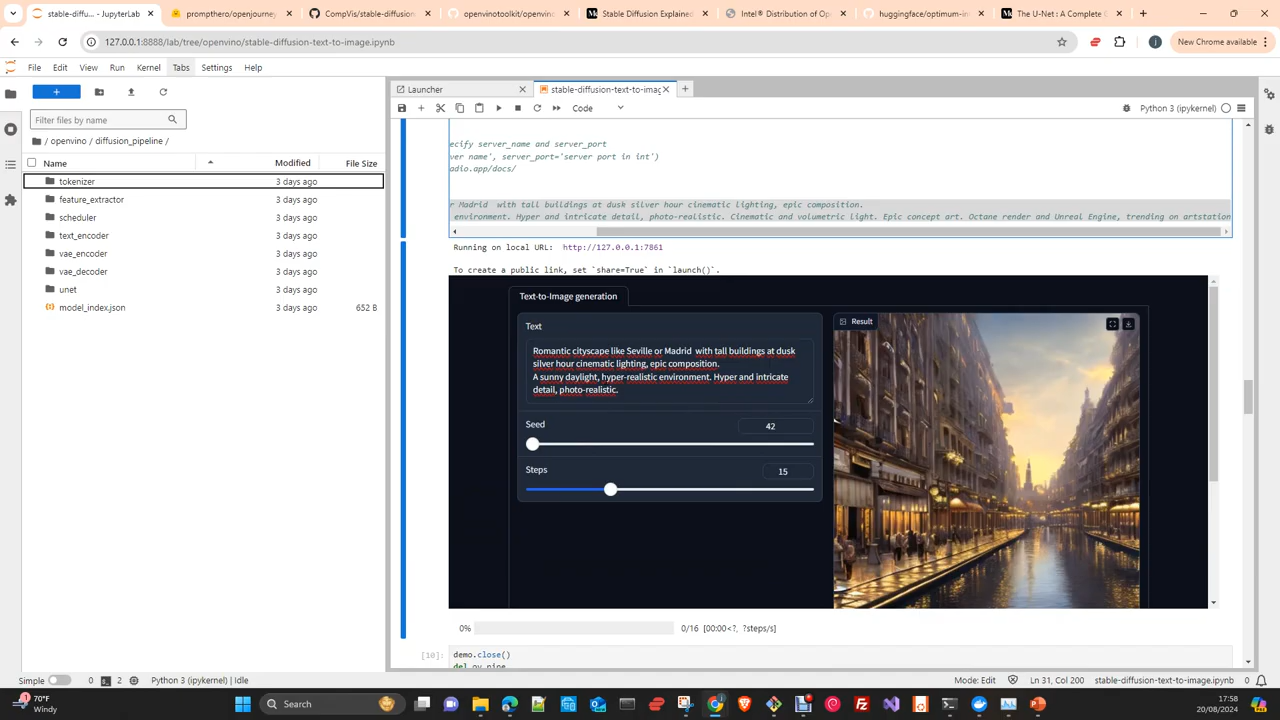 stable-diffu... - JupyterLab
prompthero/openjourney
CompVis/stable-diffusion
openvinotoolkit/openvino
Stable Diffusion Explained
Intel® Distribution of Op
huggingface/optimum-in
The U-Net : A Complete G
127.0.0.1:8888/lab/tree/openvino/stable-diffusion-text-to-image.ipynb
New Chrome available
File Edit View Run Kernel Tabs Settings Help
Launcher
stable-diffusion-text-to-imag
Filter files by name
Code
Python 3 (ipykernel)
/ openvino / diffusion_pipeline /
Name Modified File Size
tokenizer 3 days ago
feature_extractor 3 days ago
scheduler 3 days ago
text_encoder 3 days ago
vae_encoder 3 days ago
vae_decoder 3 days ago
unet 3 days ago
model_index.json 3 days ago 652 B
ecify server_name and server_port
ver name', server_port='server port in int')
adio.app/docs/
r Madrid  with tall buildings at dusk silver hour cinematic lighting, epic composition.
environment. Hyper and intricate detail, photo-realistic. Cinematic and volumetric light. Epic concept art. Octane render and Unreal Engine, trending on artstation
Running on local URL:  http://127.0.0.1:7861
To create a public link, set `share=True` in `launch()`.
Text-to-Image generation
Text
Romantic cityscape like Seville or Madrid  with tall buildings at dusk
silver hour cinematic lighting, epic composition.
A sunny daylight, hyper-realistic environment. Hyper and intricate
detail, photo-realistic.
Seed
42
Steps
15
Result
0% 0/16 [00:00<?, ?steps/s]
[10]:
demo.close()
del ov_pipe
Simple 0 2 Python 3 (ipykernel) | Idle
Mode: Edit Ln 31, Col 200 stable-diffusion-text-to-image.ipynb 1
1
70°F
Windy
Search
17:58
20/08/2024